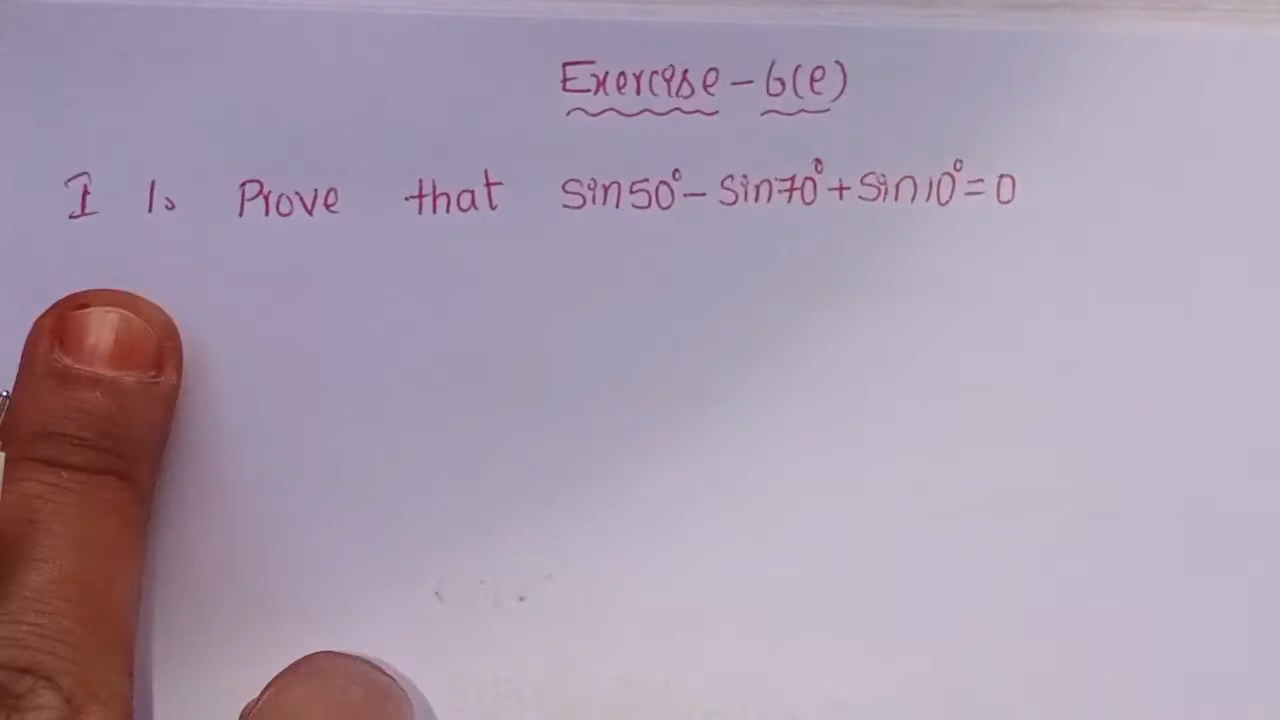 Exercise - 6(e)
I 1. Prove that Sin50° - Sin70° + Sin10° = 0